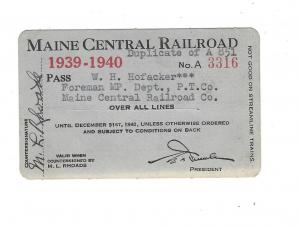 MAINE CENTRAL RAILROAD
Duplicate of A 851
1939-1940
No. A 3316
PASS W. H. Hofacker***
Foreman MP. Dept., P.T.Co.
Maine Central Railroad Co.
OVER ALL LINES
UNTIL DECEMBER 31ST, 1940, UNLESS OTHERWISE ORDERED
AND SUBJECT TO CONDITIONS ON BACK
VALID WHEN
COUNTERSIGNED BY
M. L. RHOADS
PRESIDENT
COUNTERSIGNATURE
M. L. Rhoads
NOT GOOD ON STREAMLINE TRAINS.